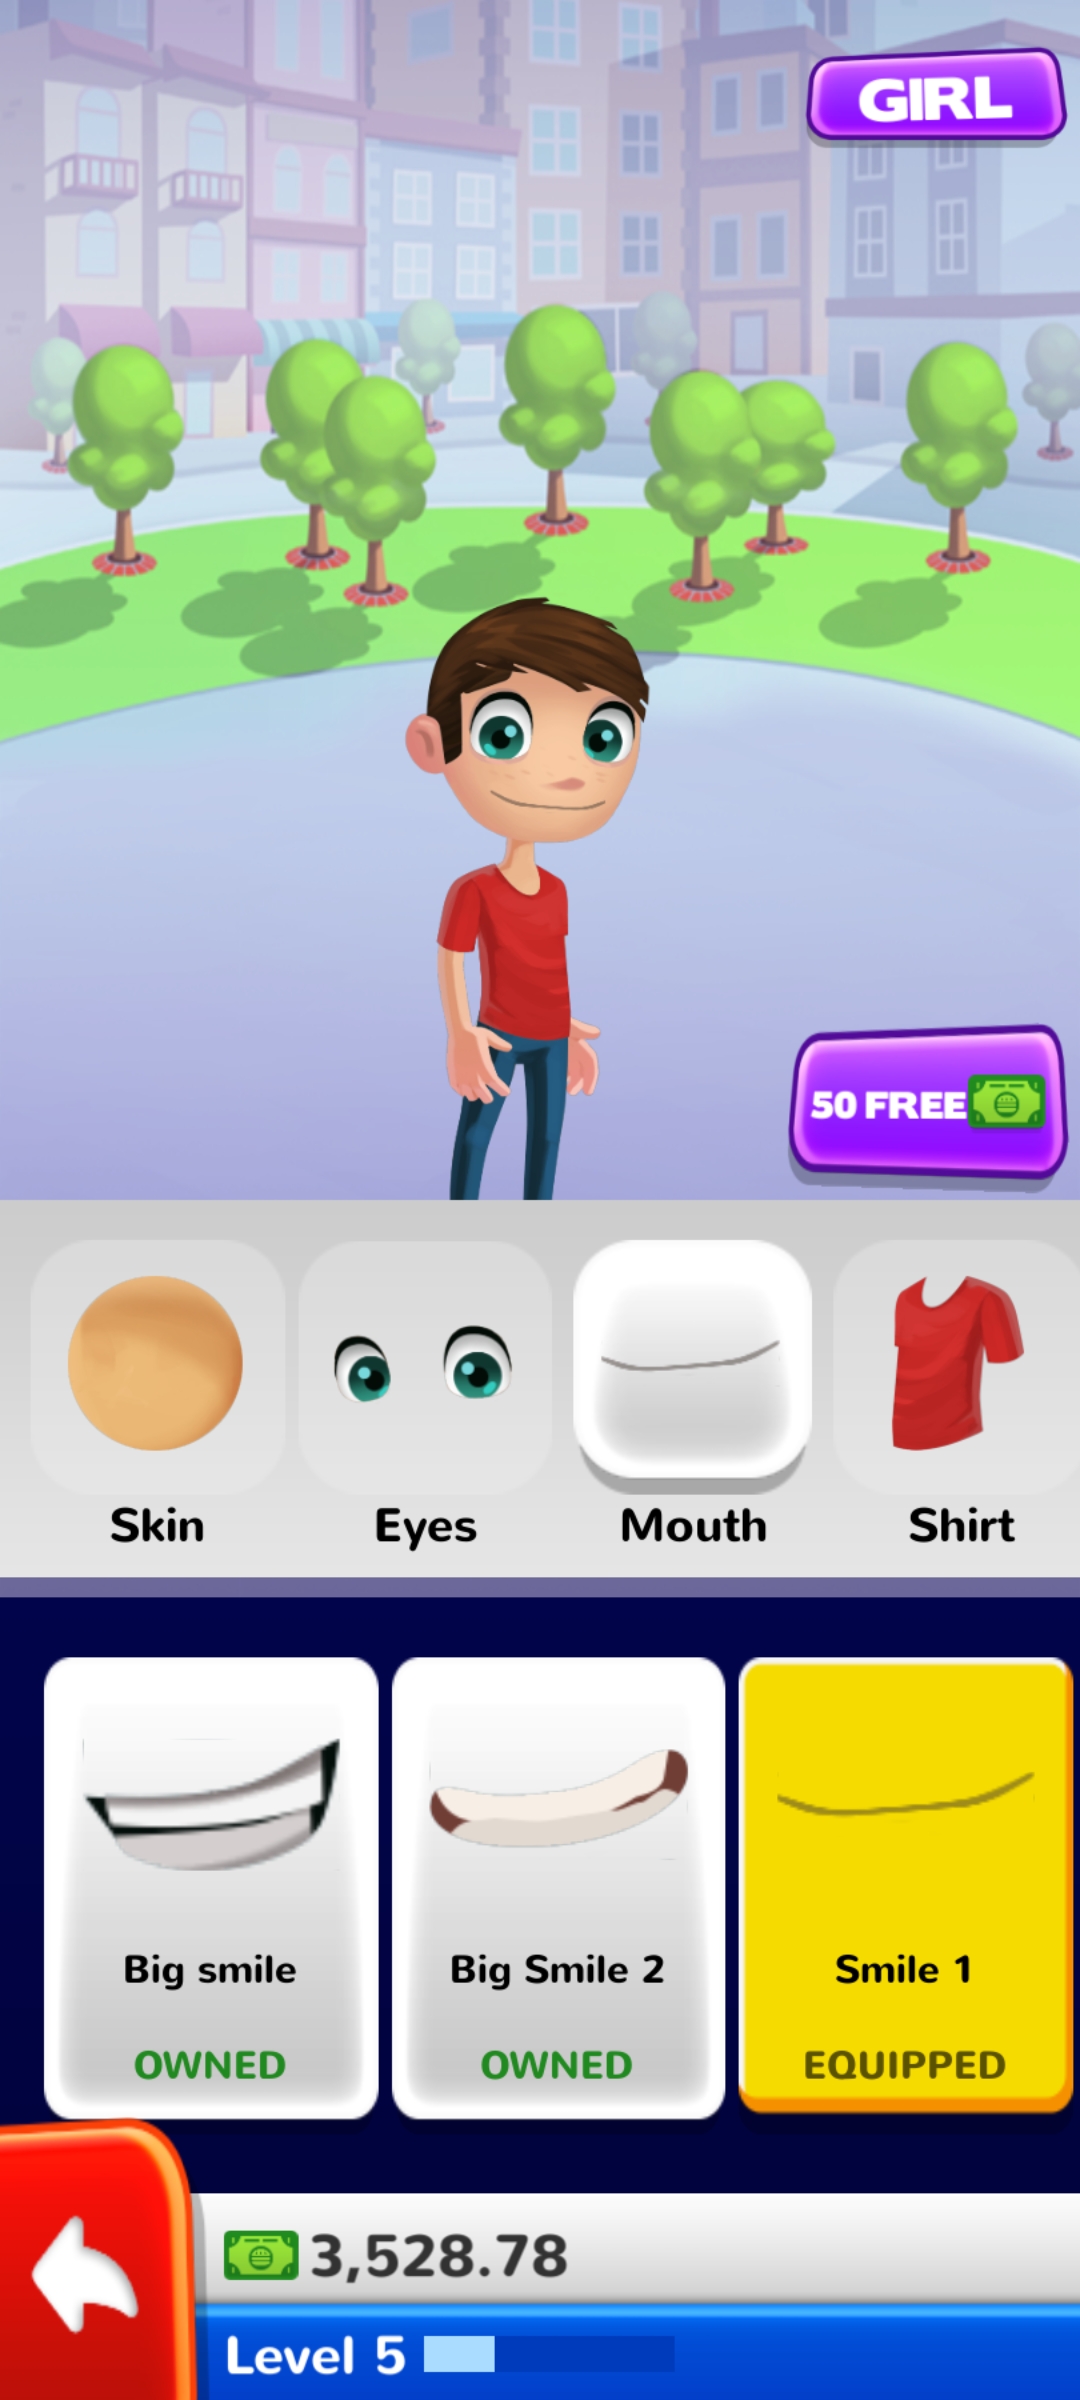 GIRL
50 FREE
Skin
Eyes
Mouth
Shirt
Big smile
Big Smile 2
Smile 1
OWNED
OWNED
EQUIPPED
3,528.78
Level 5